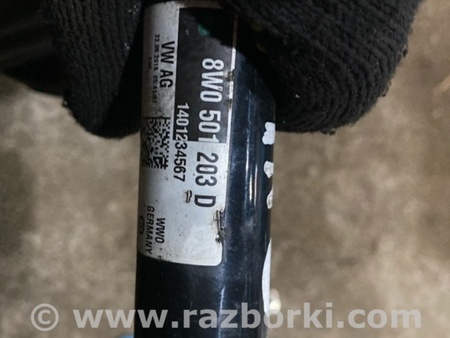 8W0 501 203 D
1401234567
VW AG
WWO
GERMANY
© www.razborki.com